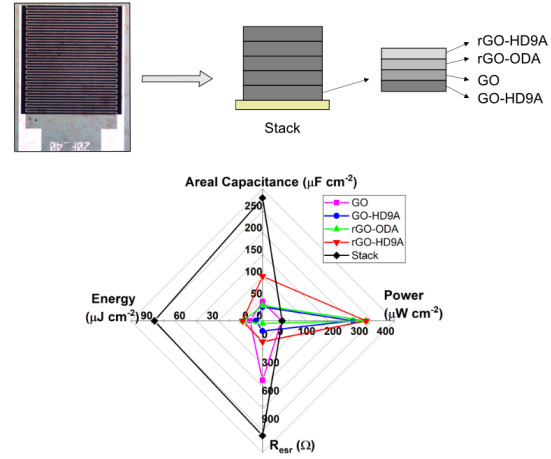 rGO-HD9A
rGO-ODA
GO
GO-HD9A
Stack
Areal Capacitance (μF cm-2)
GO
GO-HD9A
rGO-ODA
rGO-HD9A
Stack
250
200
150
100
50
0
Energy
(μJ cm-2)
90 60 30 0
Power
(μW cm-2)
100 200 300 400
0
300
600
900
Resr (Ω)